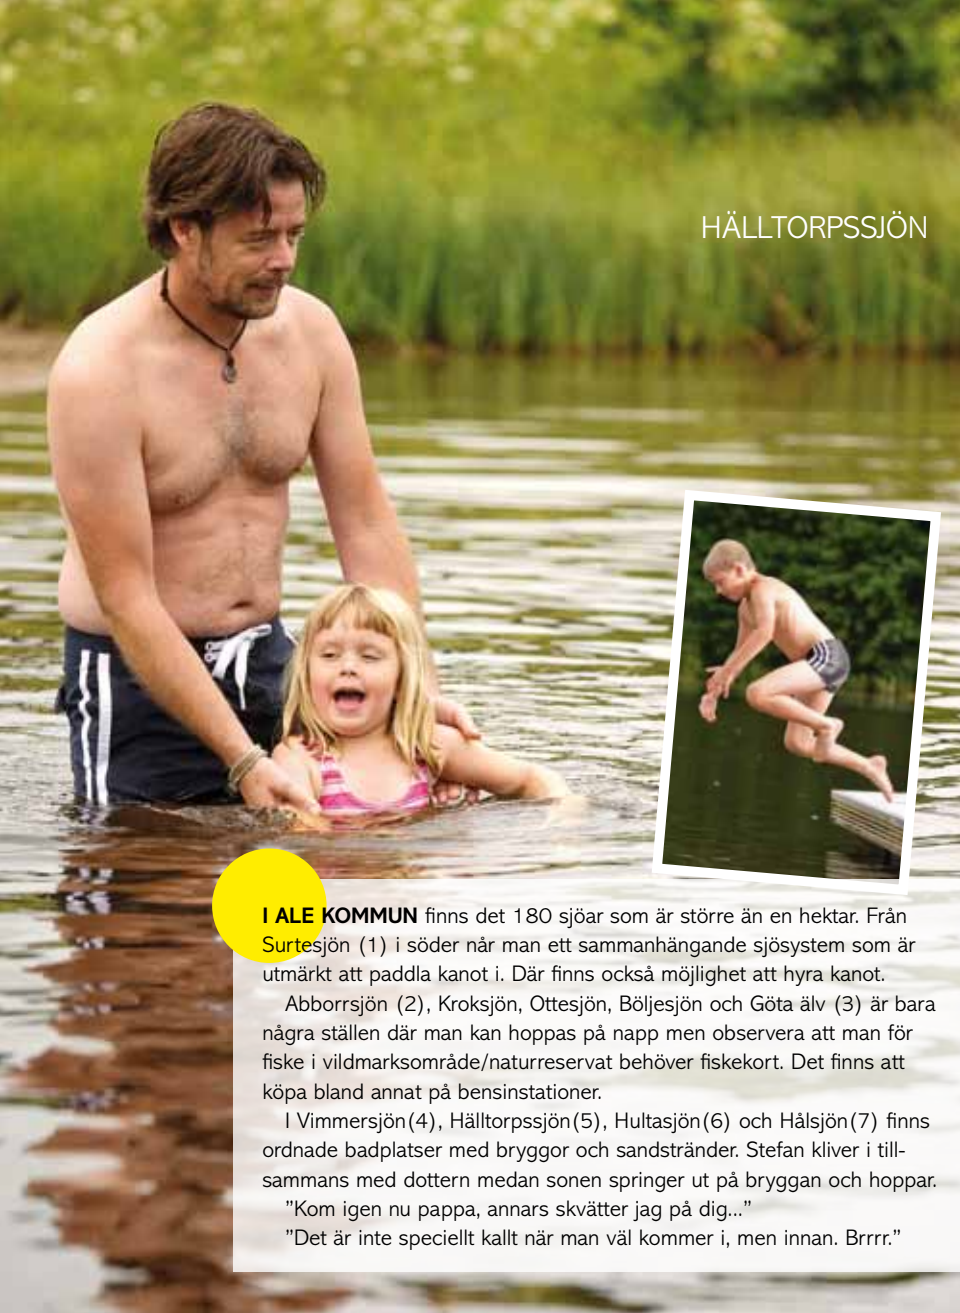 HÄLLTORPSSJÖN
I ALE KOMMUN finns det 180 sjöar som är större än en hektar. Från
Surtesjön (1) i söder når man ett sammanhängande sjösystem som är
utmärkt att paddla kanot i. Där finns också möjlighet att hyra kanot.
Abborrsjön (2), Kroksjön, Ottesjön, Böljesjön och Göta älv (3) är bara
några ställen där man kan hoppas på napp men observera att man för
fiske i vildmarksområde/naturreservat behöver fiskekort. Det finns att
köpa bland annat på bensinstationer.
I Vimmersjön(4), Hälltorpssjön(5), Hultasjön(6) och Hålsjön(7) finns
ordnade badplatser med bryggor och sandstränder. Stefan kliver i till-
sammans med dottern medan sonen springer ut på bryggan och hoppar.
”Kom igen nu pappa, annars skvätter jag på dig...”
”Det är inte speciellt kallt när man väl kommer i, men innan. Brrrr.”